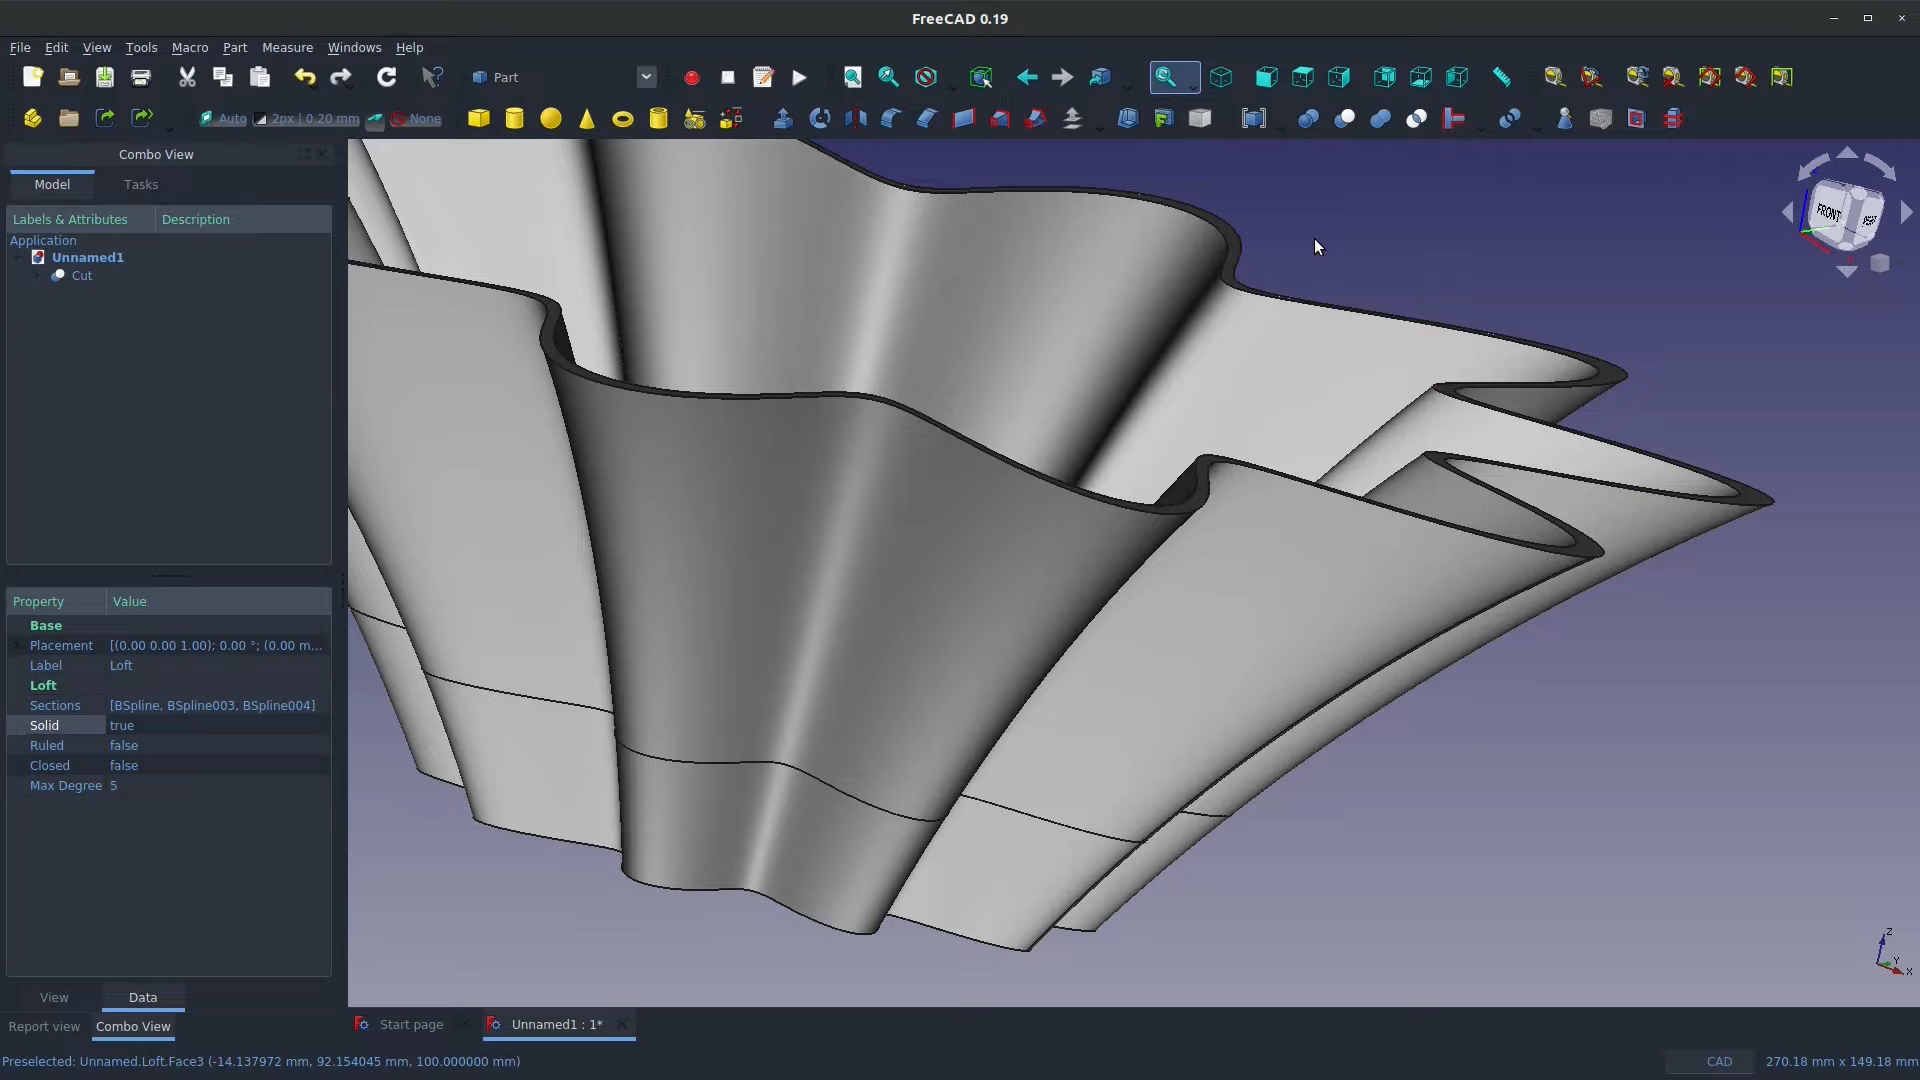 FreeCAD 0.19
File Edit View Tools Macro Part Measure Windows Help
Part
Auto 2px | 0.20 mm None
Combo View
Model Tasks
Labels & Attributes Description
Application
Unnamed1
Cut
FRONT
Property Value
Base
Placement [(0.00 0.00 1.00); 0.00 °; (0.00 m...
Label Loft
Loft
Sections [BSpline, BSpline003, BSpline004]
Solid true
Ruled false
Closed false
Max Degree 5
Z
Y
X
View Data
Report view Combo View
Start page Unnamed1 : 1*
Preselected: Unnamed.Loft.Face3 (-14.137972 mm, 92.154045 mm, 100.000000 mm)
CAD 270.18 mm x 149.18 mm